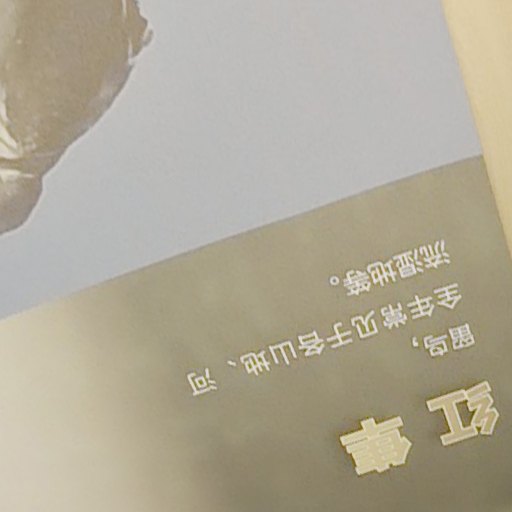 红隼
留鸟，
全年常见于各山地、河
流湿地等。